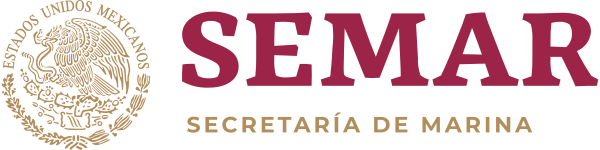 ESTADOS UNIDOS MEXICANOS
SEMAR
SECRETARÍA DE MARINA